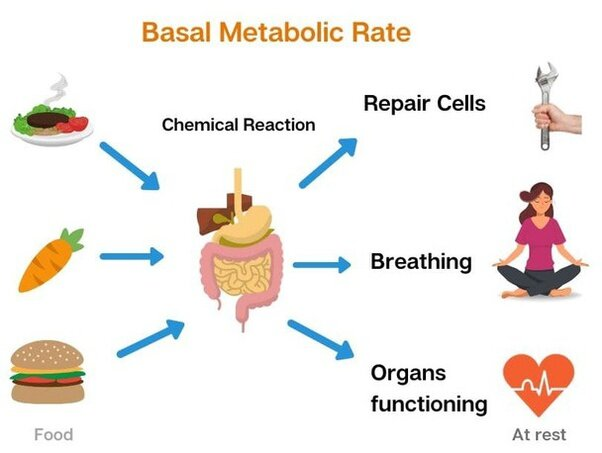 Basal Metabolic Rate
Chemical Reaction
Repair Cells
Breathing
Organs
functioning
Food
At rest